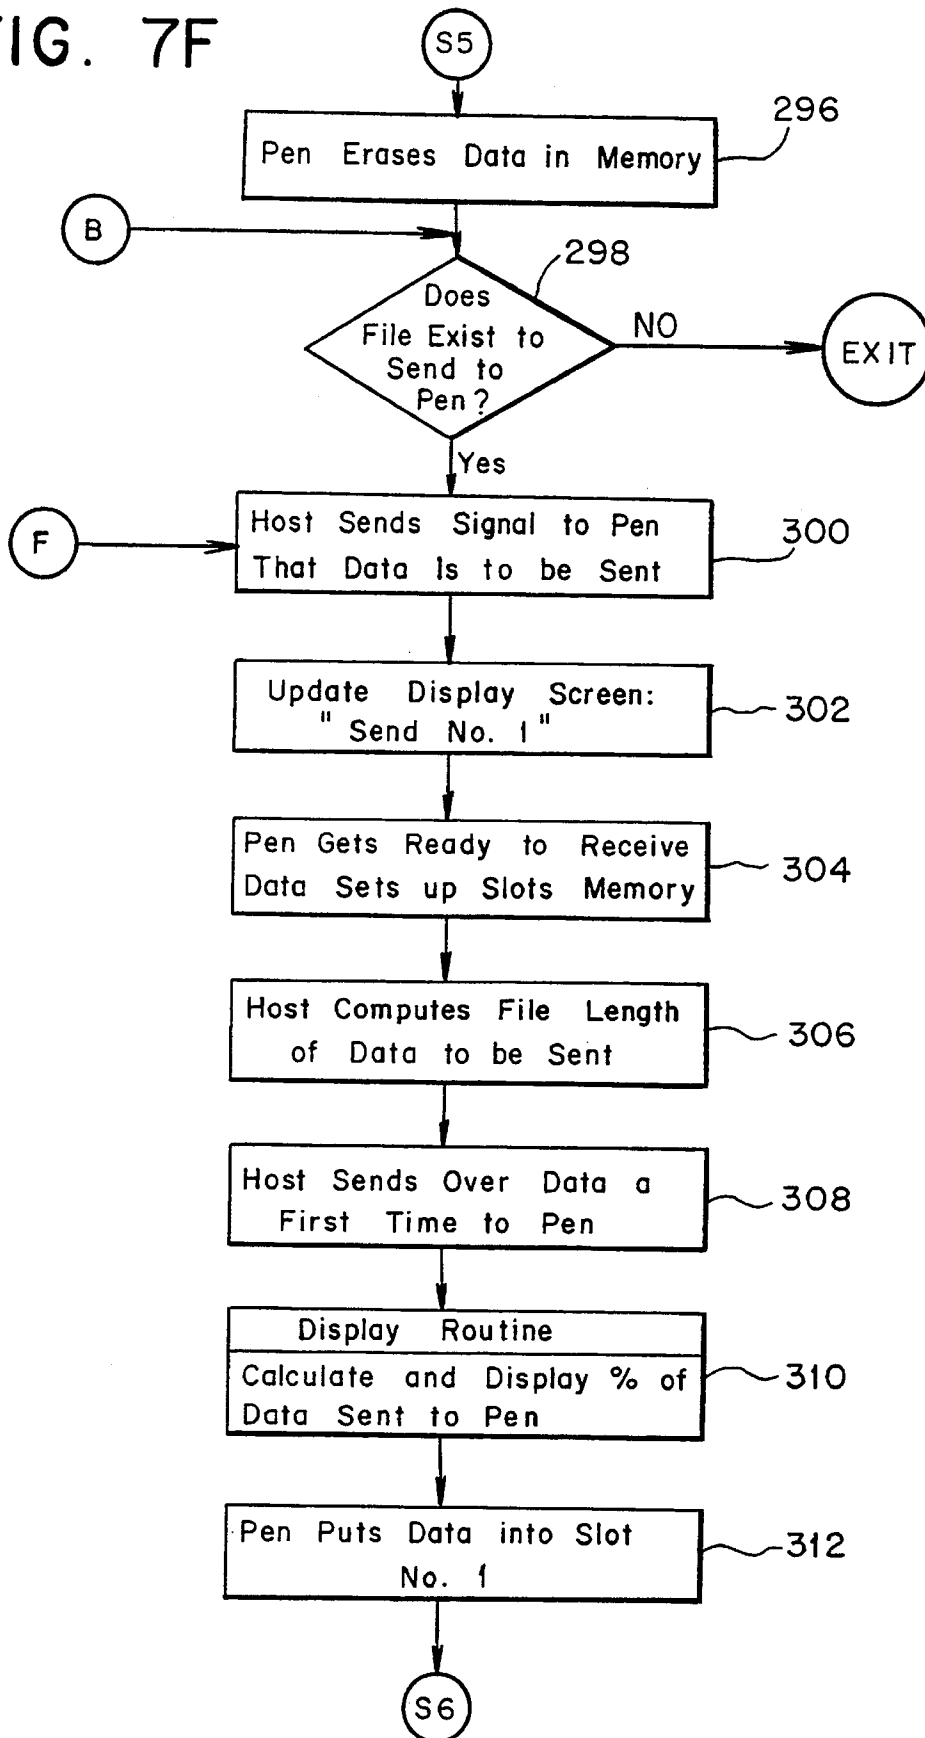 FIG. 7F
S5
Pen Erases Data in Memory
296
B
298
Does
File Exist to
Send to
Pen?
NO
EXIT
Yes
F
Host Sends Signal to Pen
That Data Is to be Sent
300
Update Display Screen:
"Send No. 1"
302
Pen Gets Ready to Receive
Data Sets up Slots Memory
304
Host Computes File Length
of Data to be Sent
306
Host Sends Over Data a
First Time to Pen
308
Display Routine
Calculate and Display % of
Data Sent to Pen
310
Pen Puts Data into Slot
No. 1
312
S6